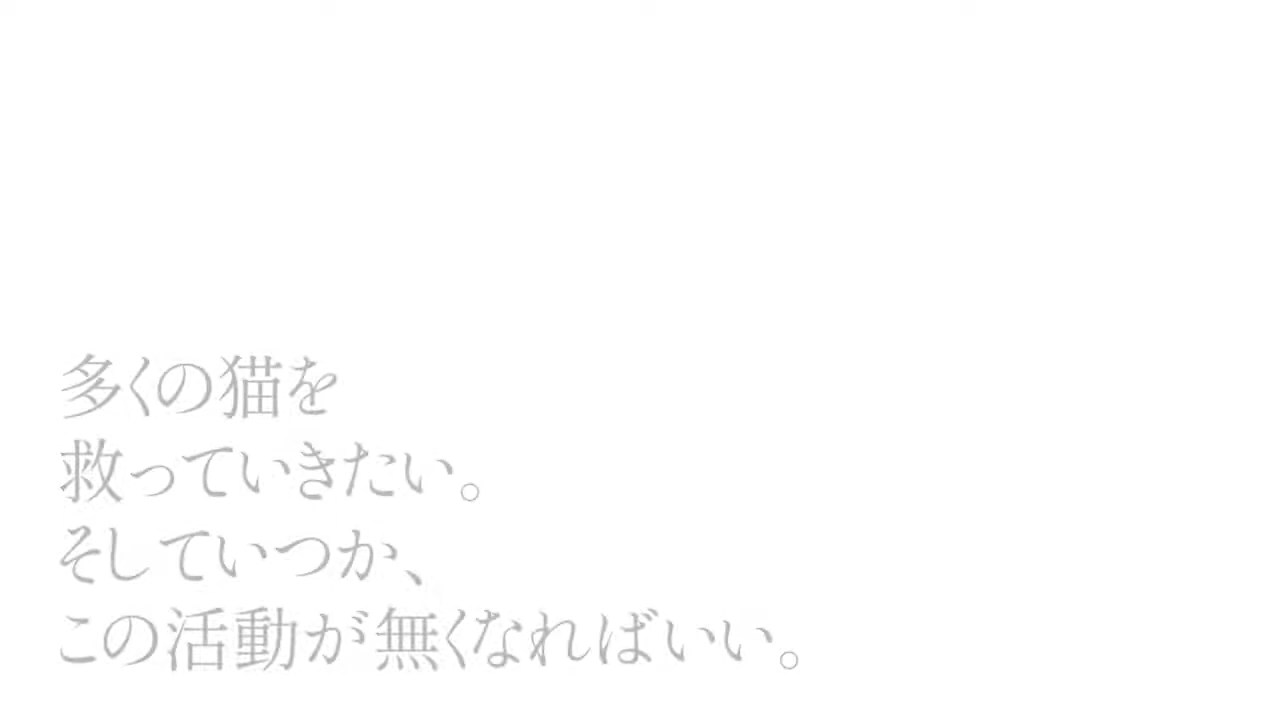 多くの猫を
救っていきたい。
そしていつか、
この活動が無くなればいい。